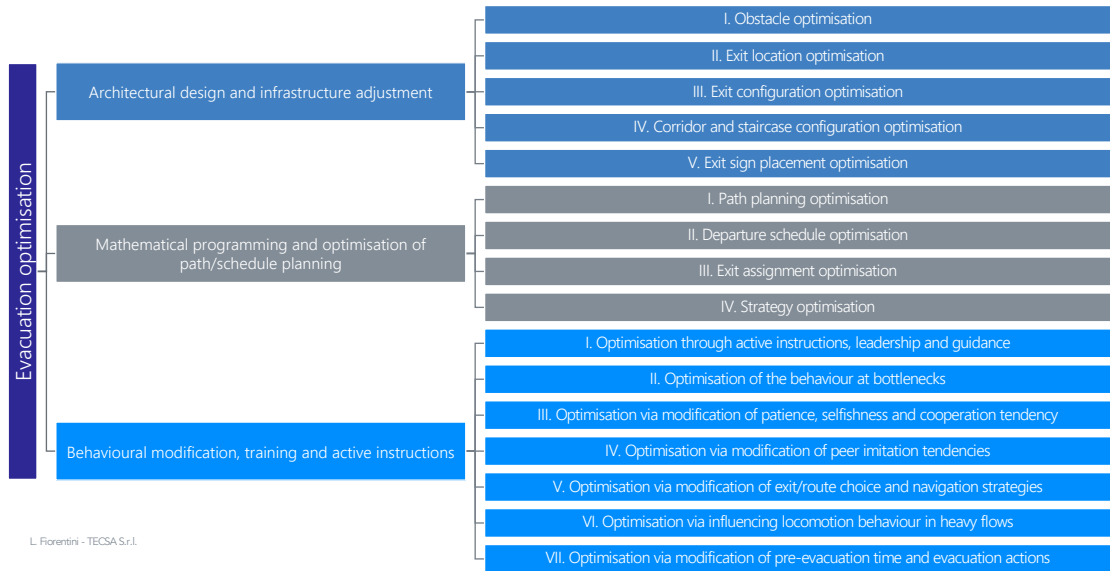 Evacuation optimisation
Architectural design and infrastructure adjustment
I. Obstacle optimisation
II. Exit location optimisation
III. Exit configuration optimisation
IV. Corridor and staircase configuration optimisation
V. Exit sign placement optimisation
Mathematical programming and optimisation of
path/schedule planning
I. Path planning optimisation
II. Departure schedule optimisation
III. Exit assignment optimisation
IV. Strategy optimisation
Behavioural modification, training and active instructions
I. Optimisation through active instructions, leadership and guidance
II. Optimisation of the behaviour at bottlenecks
III. Optimisation via modification of patience, selfishness and cooperation tendency
IV. Optimisation via modification of peer imitation tendencies
V. Optimisation via modification of exit/route choice and navigation strategies
VI. Optimisation via influencing locomotion behaviour in heavy flows
VII. Optimisation via modification of pre-evacuation time and evacuation actions
L. Fiorentini - TECSA S.r.l.